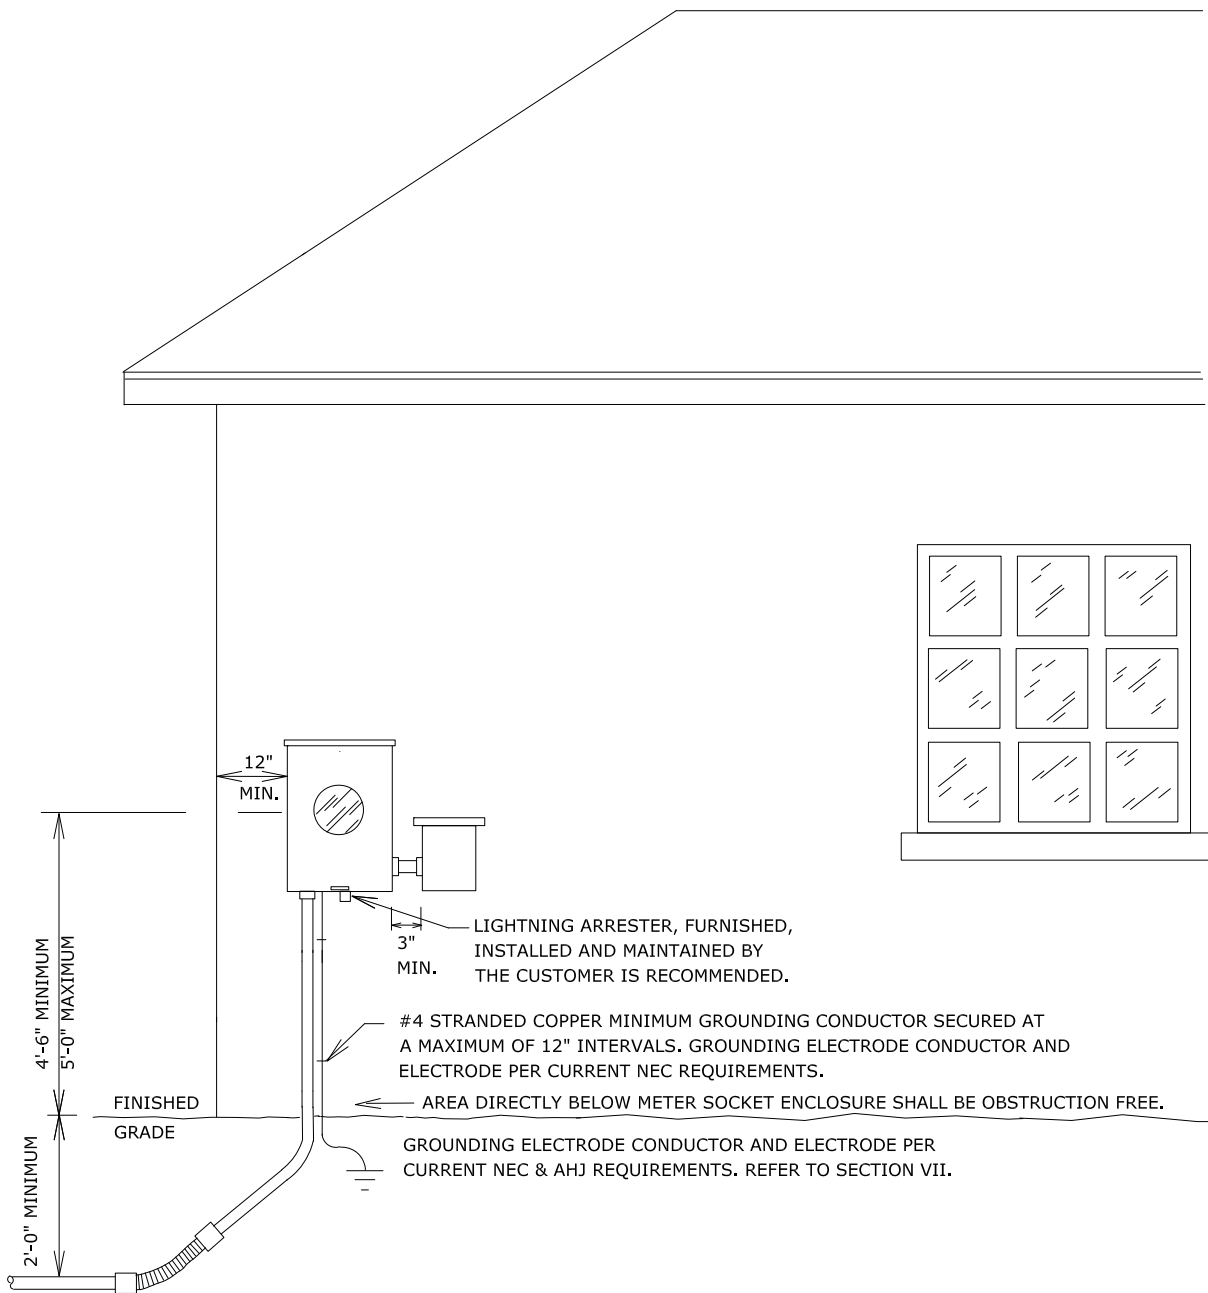 12"
MIN.
LIGHTNING ARRESTER, FURNISHED,
INSTALLED AND MAINTAINED BY
THE CUSTOMER IS RECOMMENDED.
3"
MIN.
4'-6" MINIMUM
5'-0" MAXIMUM
#4 STRANDED COPPER MINIMUM GROUNDING CONDUCTOR SECURED AT
A MAXIMUM OF 12" INTERVALS. GROUNDING ELECTRODE CONDUCTOR AND
ELECTRODE PER CURRENT NEC REQUIREMENTS.
FINISHED
GRADE
AREA DIRECTLY BELOW METER SOCKET ENCLOSURE SHALL BE OBSTRUCTION FREE.
GROUNDING ELECTRODE CONDUCTOR AND ELECTRODE PER
CURRENT NEC & AHJ REQUIREMENTS. REFER TO SECTION VII.
2'-0" MINIMUM